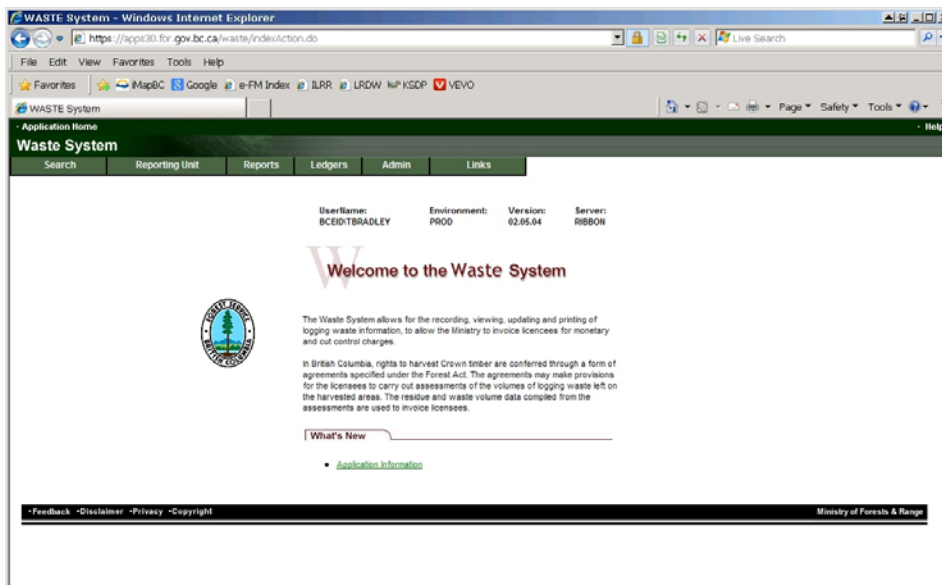 WASTE System - Windows Internet Explorer
https://apps30.for.gov.bc.ca/waste/indexAction.do
Live Search
File Edit View Favorites Tools Help
Favorites iMapBC Google e-FM Index ILRR LRDW KSDP VEVO
WASTE System
Page Safety Tools
Application Home
Help
Waste System
Search Reporting Unit Reports Ledgers Admin Links
UserName: Environment: Version: Server:
BCEID\TBRADLEY PROD 02.05.04 RIBBON
Welcome to the Waste System
The Waste System allows for the recording, viewing, updating and printing of
logging waste information, to allow the Ministry to invoice licencees for monetary
and cut control charges.
In British Columbia, rights to harvest Crown timber are conferred through a form of
agreements specified under the Forest Act. The agreements may make provisions
for the licensees to carry out assessments of the volumes of logging waste left on
the harvested areas. The residue and waste volume data compiled from the
assessments are used to invoice licensees.
FOREST SERVICE
BRITISH COLUMBIA
What's New
• Application Information
-Feedback -Disclaimer -Privacy -Copyright
Ministry of Forests & Range